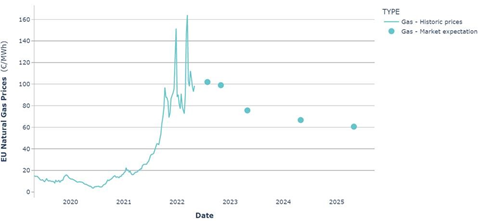 TYPE
Gas - Historic prices
Gas - Market expectation
EU Natural Gas Prices (€/MWh)
160
140
120
100
80
60
40
20
0
2020 2021 2022 2023 2024 2025
Date